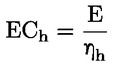 EC_h = E / η_h